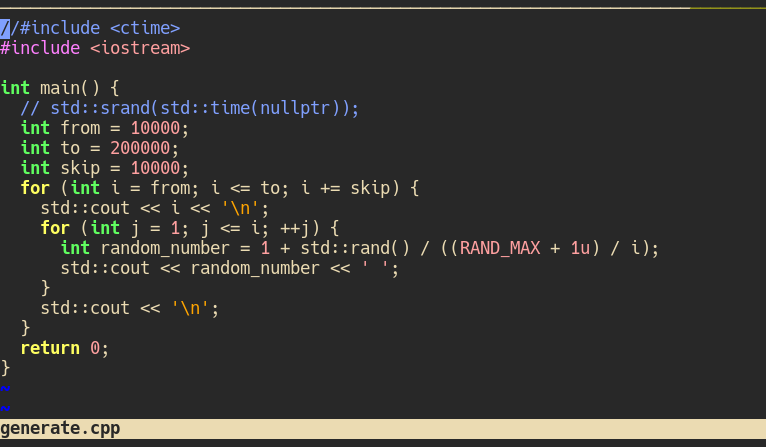 //#include <ctime>
#include <iostream>

int main() {
  // std::srand(std::time(nullptr));
  int from = 10000;
  int to = 200000;
  int skip = 10000;
  for (int i = from; i <= to; i += skip) {
    std::cout << i << '\n';
    for (int j = 1; j <= i; ++j) {
      int random_number = 1 + std::rand() / ((RAND_MAX + 1u) / i);
      std::cout << random_number << ' ';
    }
    std::cout << '\n';
  }
  return 0;
}
~
~
generate.cpp